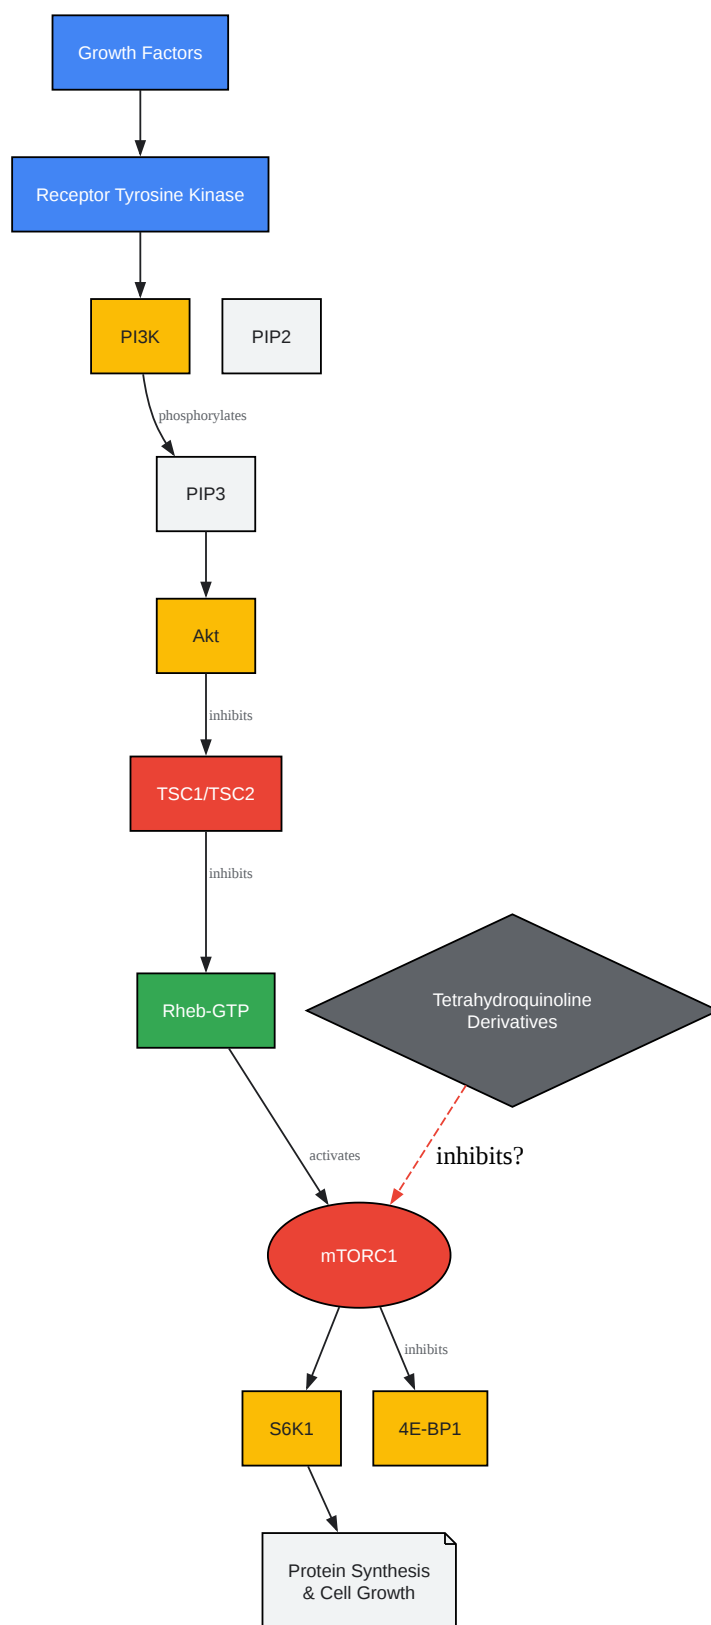 Growth Factors
Receptor Tyrosine Kinase
PI3K
PIP2
phosphorylates
PIP3
Akt
inhibits
TSC1/TSC2
inhibits
Rheb-GTP
Tetrahydroquinoline
Derivatives
activates
inhibits?
mTORC1
inhibits
S6K1
4E-BP1
Protein Synthesis
& Cell Growth